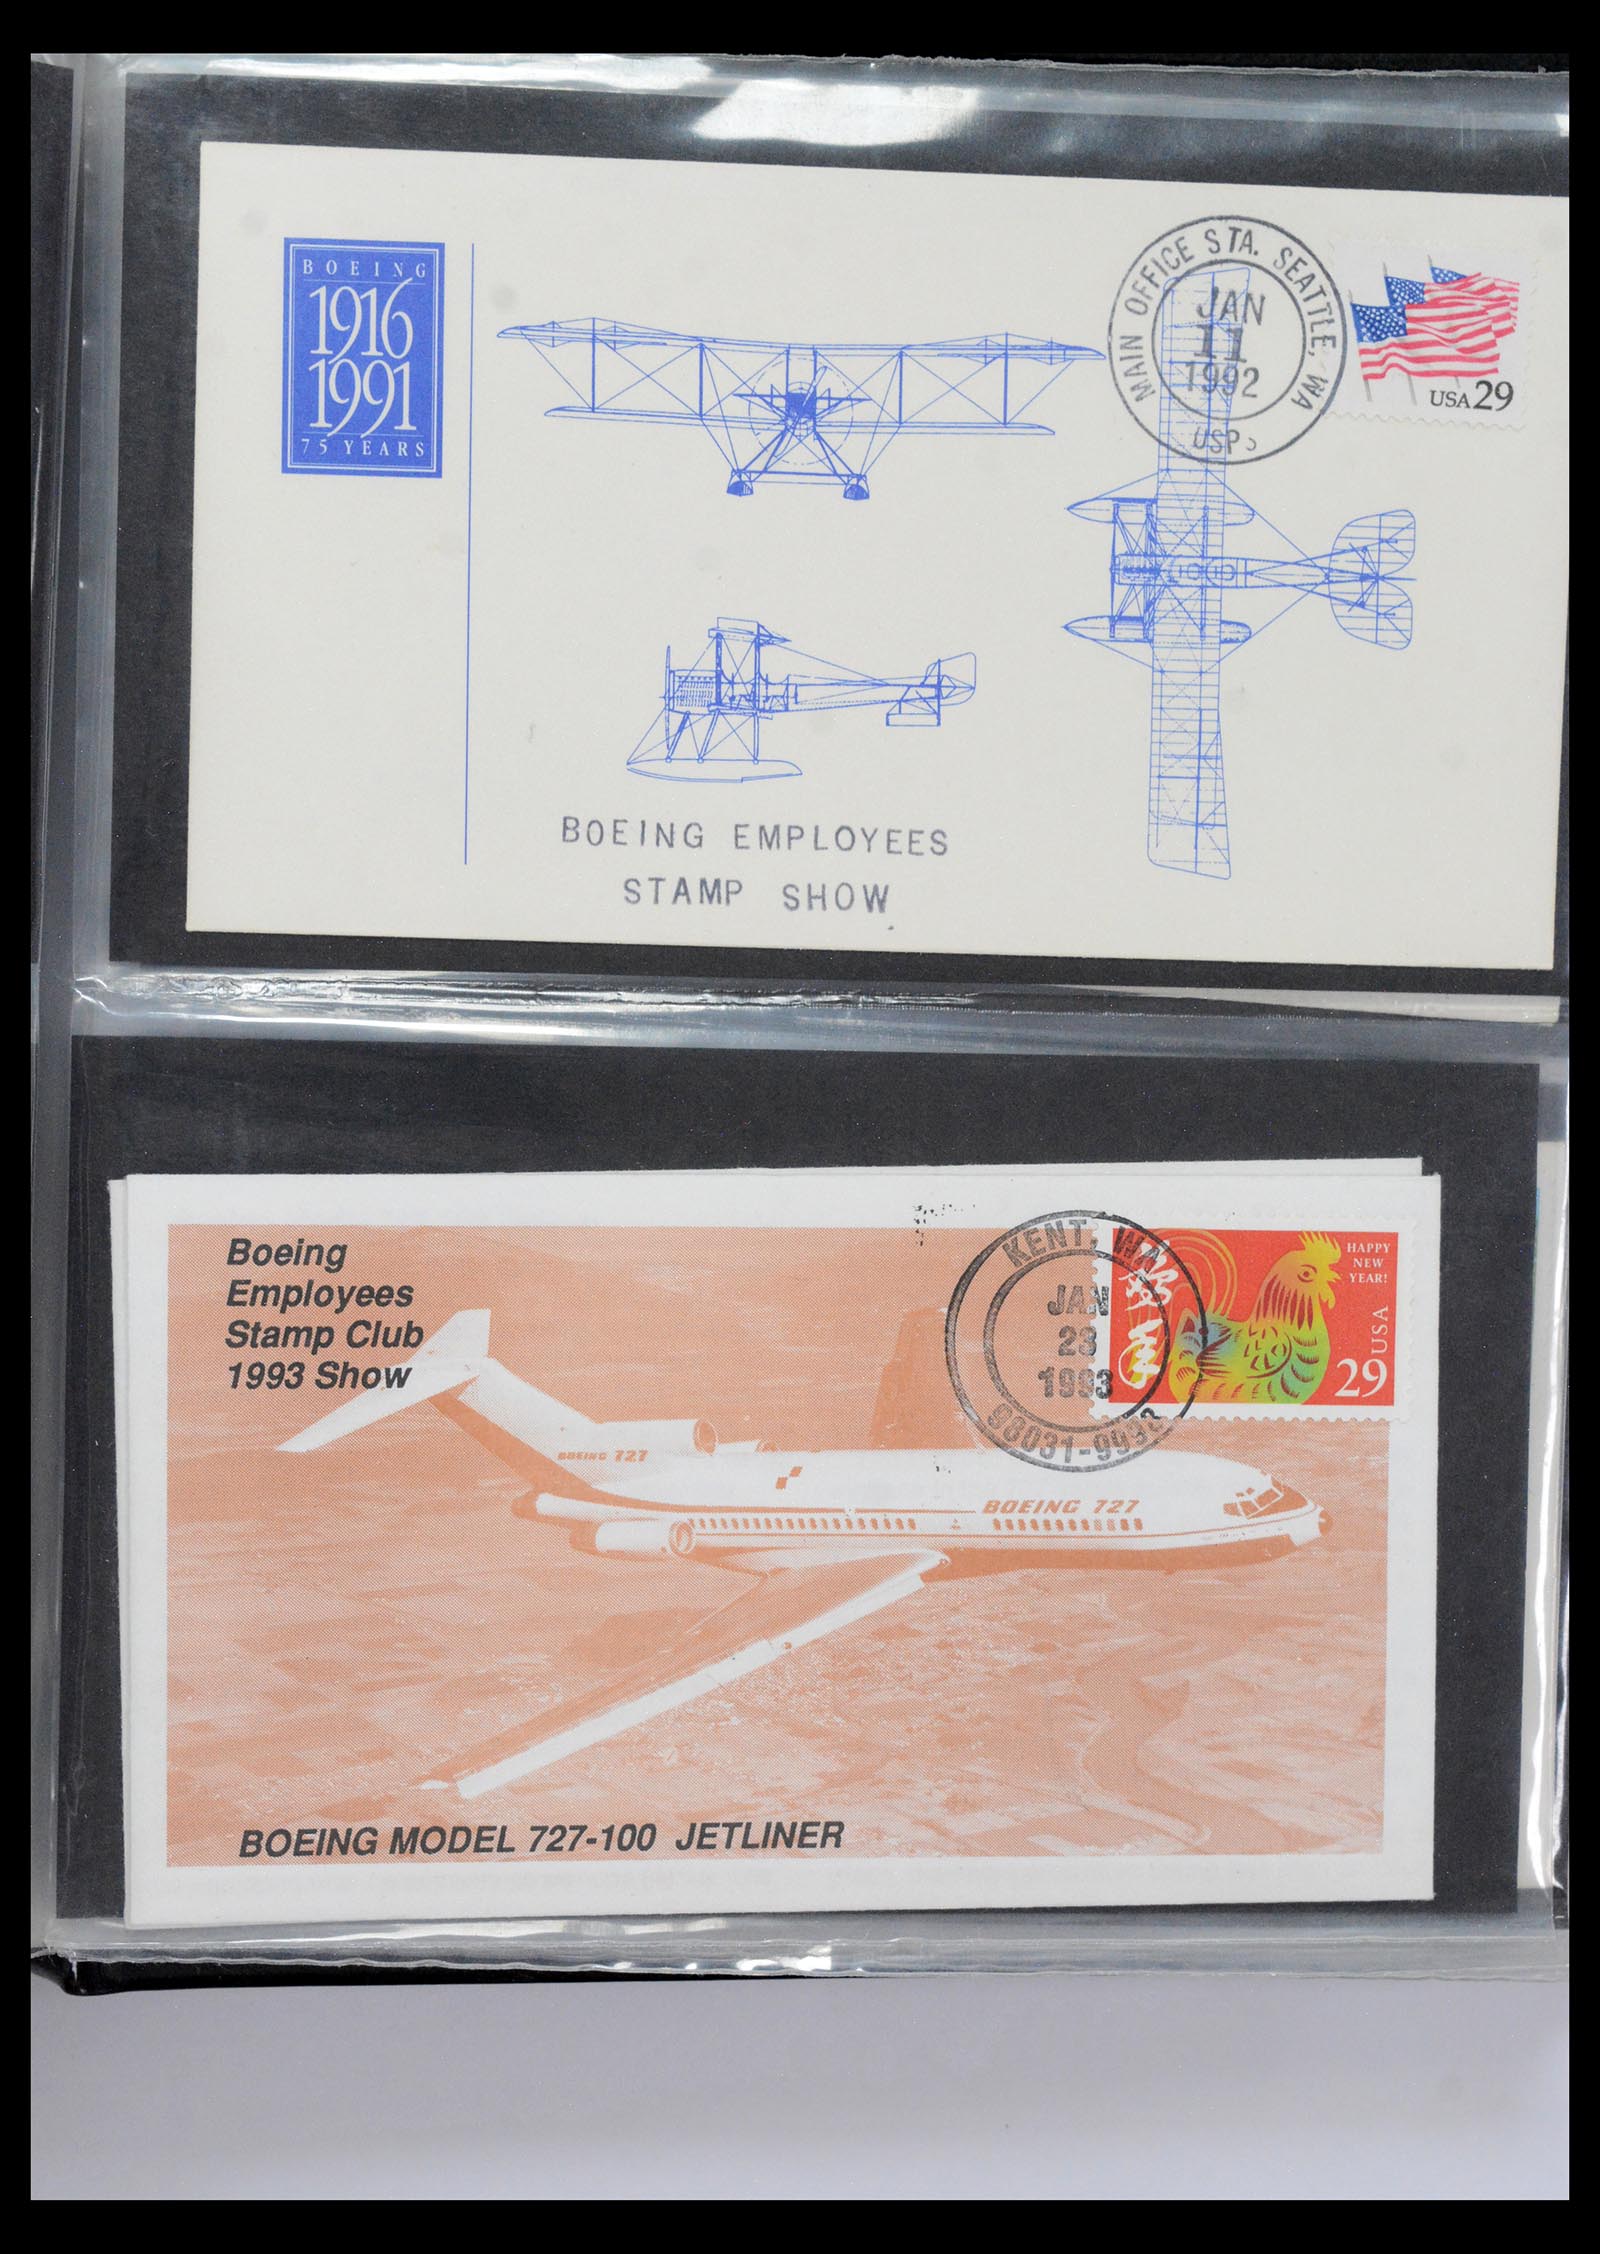 BOEING
1916
1991
75 YEARS
MAIN OFFICE STA. SEATTLE, WA
JAN
11
1992
USPS
USA 29
BOEING EMPLOYEES
STAMP SHOW
Boeing
Employees
Stamp Club
1993 Show
KENT, WA
JAN
23
1993
98031-9998
HAPPY
NEW
YEAR!
USA
29
BOEING 727
BOEING 727
BOEING MODEL 727-100 JETLINER